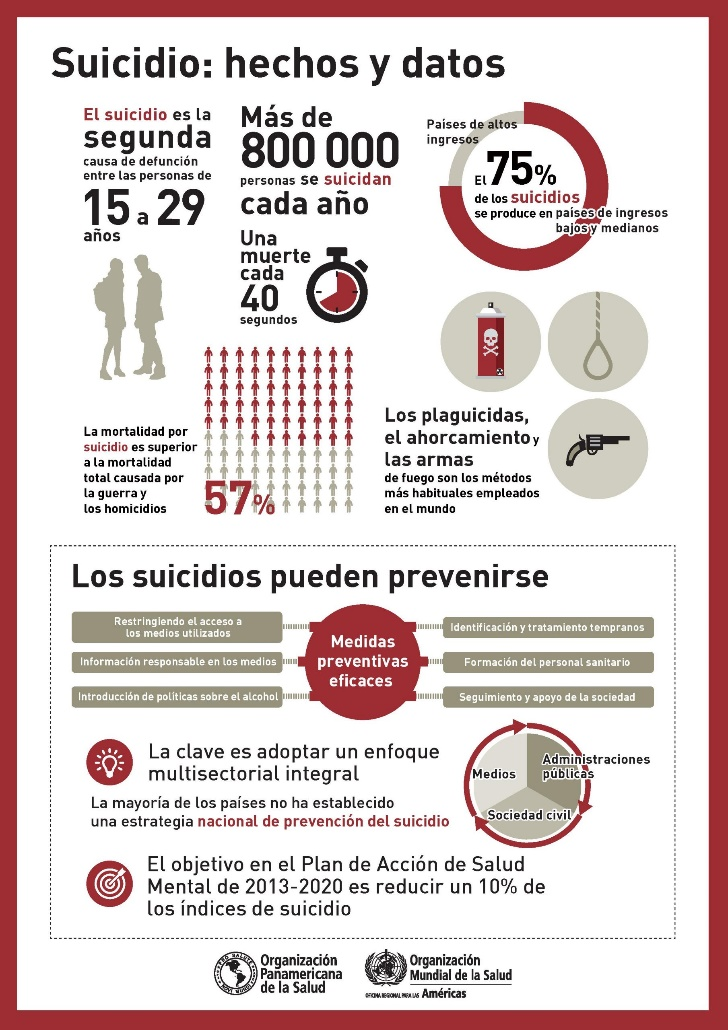 Suicidio: hechos y datos
El suicidio es la
segunda
causa de defunción
entre las personas de
15 a 29
años
Más de
800 000
personas se suicidan
cada año
Una
muerte
cada
40
segundos
Países de altos
ingresos
El 75%
de los suicidios
se produce en países de ingresos
bajos y medianos
La mortalidad por
suicidio es superior
a la mortalidad
total causada por
la guerra y
los homicidios
57%
Los plaguicidas,
el ahorcamiento y
las armas
de fuego son los métodos
más habituales empleados
en el mundo
Los suicidios pueden prevenirse
Restringiendo el acceso a
los medios utilizados
Información responsable en los medios
Introducción de políticas sobre el alcohol
Medidas
preventivas
eficaces
Identificación y tratamiento tempranos
Formación del personal sanitario
Seguimiento y apoyo de la sociedad
La clave es adoptar un enfoque
multisectorial integral
La mayoría de los países no ha establecido
una estrategia nacional de prevención del suicidio
Medios
Administraciones
públicas
Sociedad civil
El objetivo en el Plan de Acción de Salud
Mental de 2013-2020 es reducir un 10% de
los índices de suicidio
Organización
Panamericana
de la Salud
Organización
Mundial de la Salud
OFICINA REGIONAL PARA LAS Américas